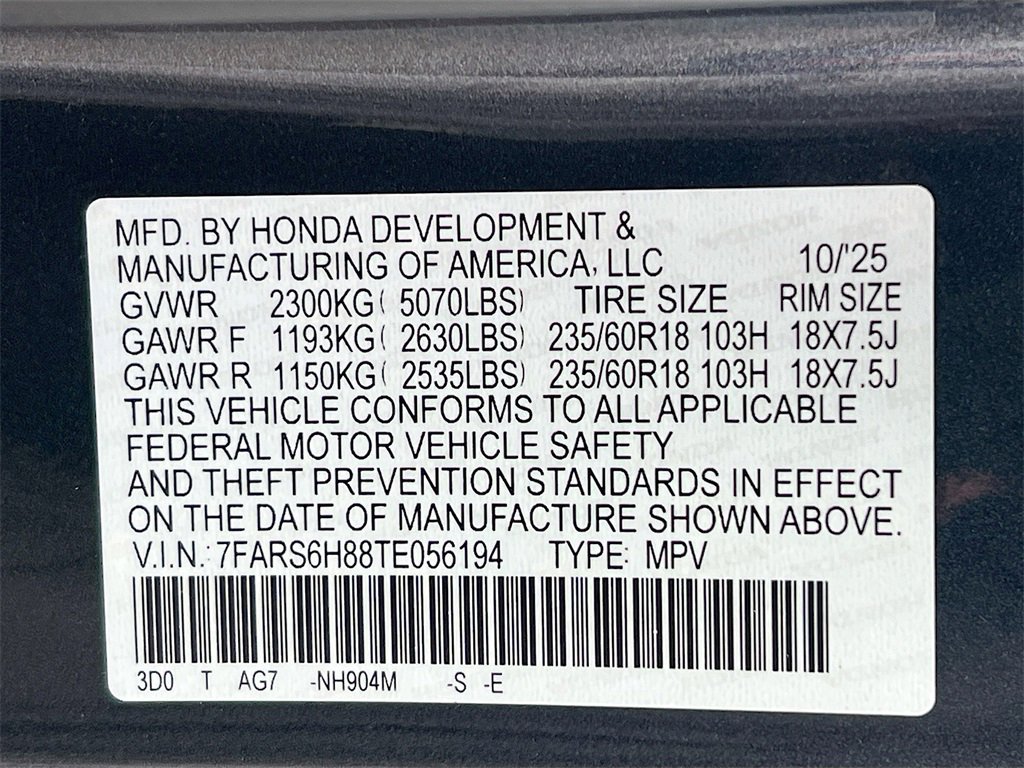 MFD. BY HONDA DEVELOPMENT &
MANUFACTURING OF AMERICA, LLC 10/'25
GVWR 2300KG( 5070LBS) TIRE SIZE RIM SIZE
GAWR F 1193KG( 2630LBS) 235/60R18 103H 18X7.5J
GAWR R 1150KG( 2535LBS) 235/60R18 103H 18X7.5J
THIS VEHICLE CONFORMS TO ALL APPLICABLE
FEDERAL MOTOR VEHICLE SAFETY
AND THEFT PREVENTION STANDARDS IN EFFECT
ON THE DATE OF MANUFACTURE SHOWN ABOVE.
V.I.N.: 7FARS6H88TE056194 TYPE: MPV
3D0 T AG7 -NH904M -S -E